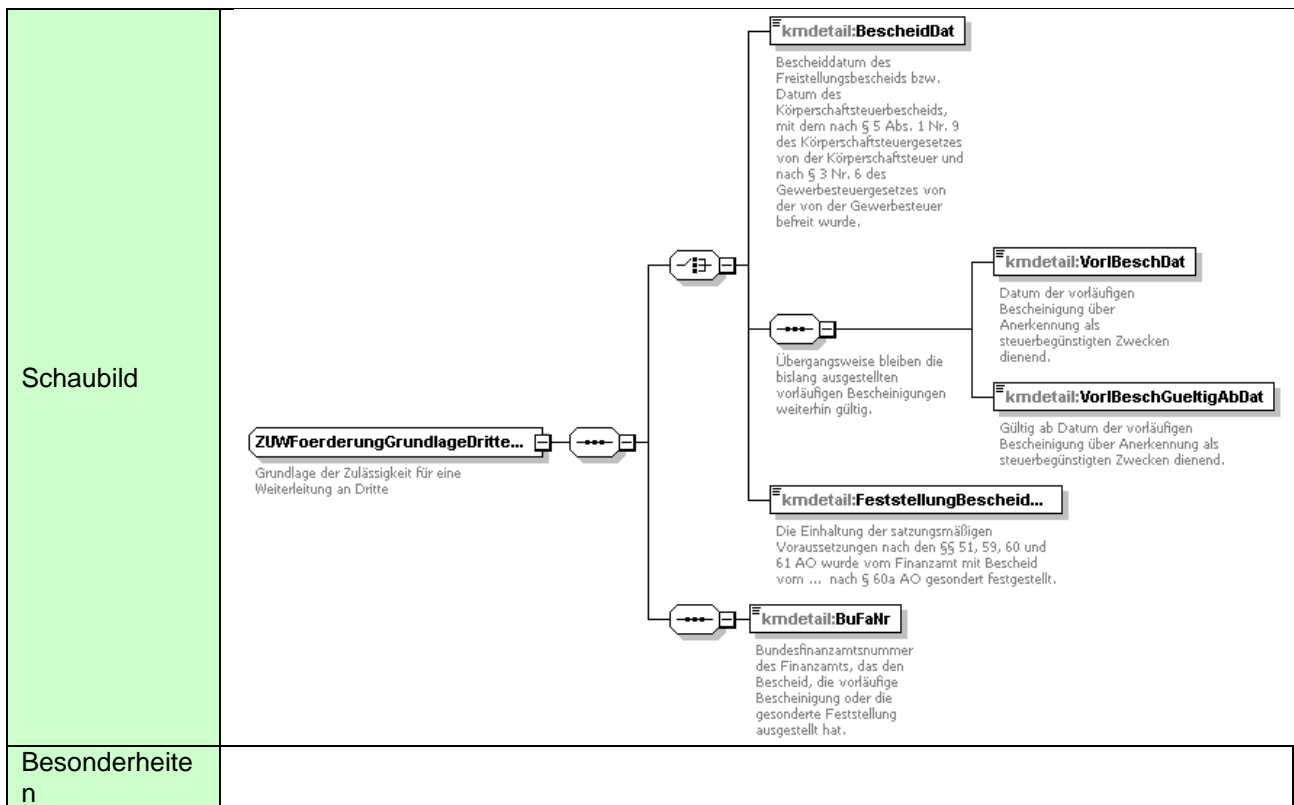 Schaubild
kmdetail:BescheidDat
Bescheiddatum des
Freistellungsbescheids bzw.
Datum des
Körperschaftsteuerbescheids,
mit dem nach § 5 Abs. 1 Nr. 9
des Körperschaftsteuergesetzes
von der Körperschaftsteuer und
nach § 3 Nr. 6 des
Gewerbesteuergesetzes von
der von der Gewerbesteuer
befreit wurde.
kmdetail:VorlBeschDat
Datum der vorläufigen
Bescheinigung über
Anerkennung als
steuerbegünstigten Zwecken
dienend.
Übergangsweise bleiben die
bislang ausgestellten
vorläufigen Bescheinigungen
weiterhin gültig.
kmdetail:VorlBeschGueltigAbDat
Gültig ab Datum der vorläufigen
Bescheinigung über Anerkennung als
steuerbegünstigten Zwecken dienend.
ZUWFoerderungGrundlageDritte...
Grundlage der Zulässigkeit für eine
Weiterleitung an Dritte
kmdetail:FeststellungBescheid...
Die Einhaltung der satzungsmäßigen
Voraussetzungen nach den §§ 51, 59, 60 und
61 AO wurde vom Finanzamt mit Bescheid
vom ... nach § 60a AO gesondert festgestellt.
kmdetail:BuFaNr
Bundesfinanzamtsnummer
des Finanzamts, das den
Bescheid, die vorläufige
Bescheinigung oder die
gesonderte Feststellung
ausgestellt hat.
Besonderheite
n